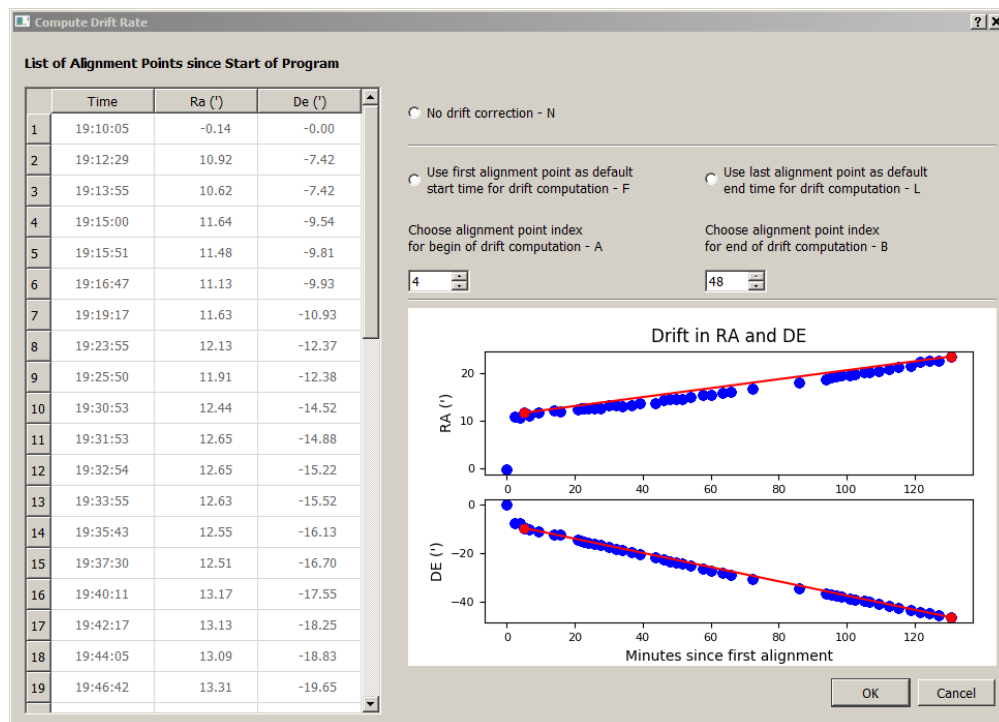 Compute Drift Rate
List of Alignment Points since Start of Program
Time Ra (') De (')
1 19:10:05 -0.14 -0.00
2 19:12:29 10.92 -7.42
3 19:13:55 10.62 -7.42
4 19:15:00 11.64 -9.54
5 19:15:51 11.48 -9.81
6 19:16:47 11.13 -9.93
7 19:19:17 11.63 -10.93
8 19:23:55 12.13 -12.37
9 19:25:50 11.91 -12.38
10 19:30:53 12.44 -14.52
11 19:31:53 12.65 -14.88
12 19:32:54 12.65 -15.22
13 19:33:55 12.63 -15.52
14 19:35:43 12.55 -16.13
15 19:37:30 12.51 -16.70
16 19:40:11 13.17 -17.55
17 19:42:17 13.13 -18.25
18 19:44:05 13.09 -18.83
19 19:46:42 13.31 -19.65
No drift correction - N
Use first alignment point as default
start time for drift computation - F
Use last alignment point as default
end time for drift computation - L
Choose alignment point index
for begin of drift computation - A
Choose alignment point index
for end of drift computation - B
4
48
Drift in RA and DE
RA (')
20
10
0
0 20 40 60 80 100 120
DE (')
0
−20
−40
0 20 40 60 80 100 120
Minutes since first alignment
OK
Cancel